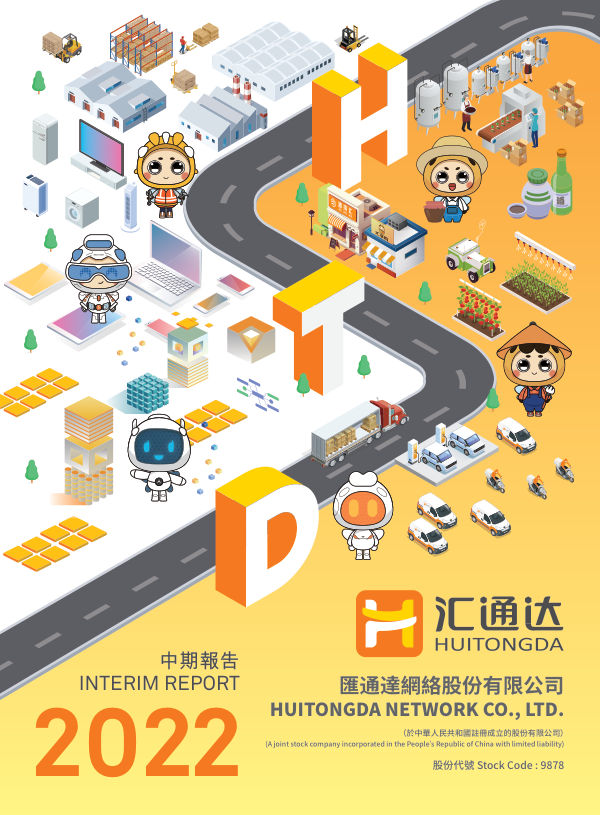 H
T
D
汇通达
HUITONGDA
中期報告
INTERIM REPORT
2022
匯通達網絡股份有限公司
HUITONGDA NETWORK CO., LTD.
（於中華人民共和國註冊成立的股份有限公司）
(A joint stock company incorporated in the People's Republic of China with limited liability)
股份代號 Stock Code : 9878